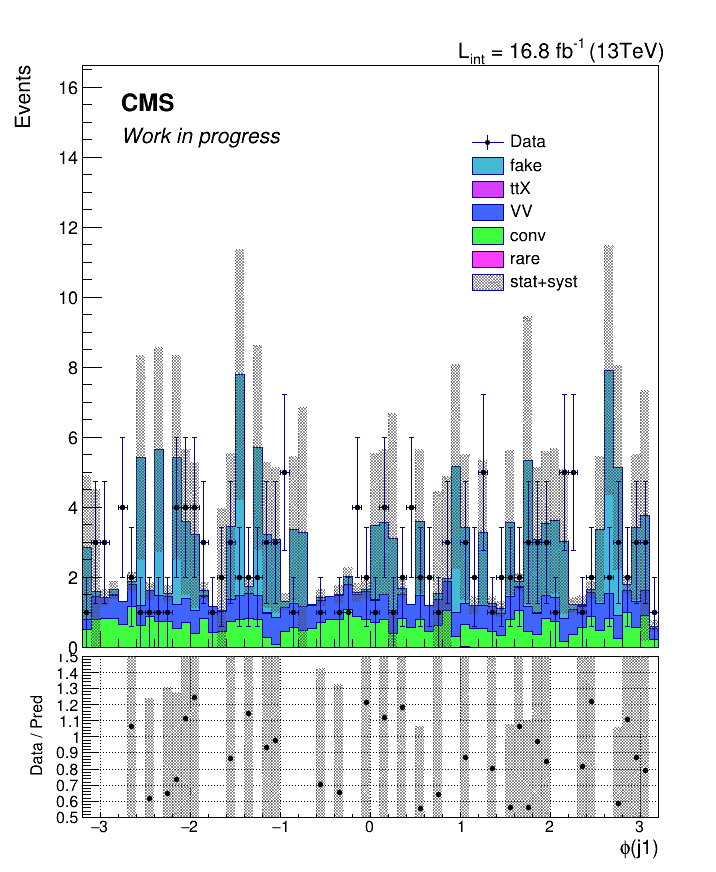 L_int = 16.8 fb^-1 (13TeV)
Events
CMS
Work in progress
Data
fake
ttX
VV
conv
rare
stat+syst
16
14
12
10
8
6
4
2
0
Data / Pred
1.5
1.4
1.3
1.2
1.1
1
0.9
0.8
0.7
0.6
0.5
−3 −2 −1 0 1 2 3
ϕ(j1)